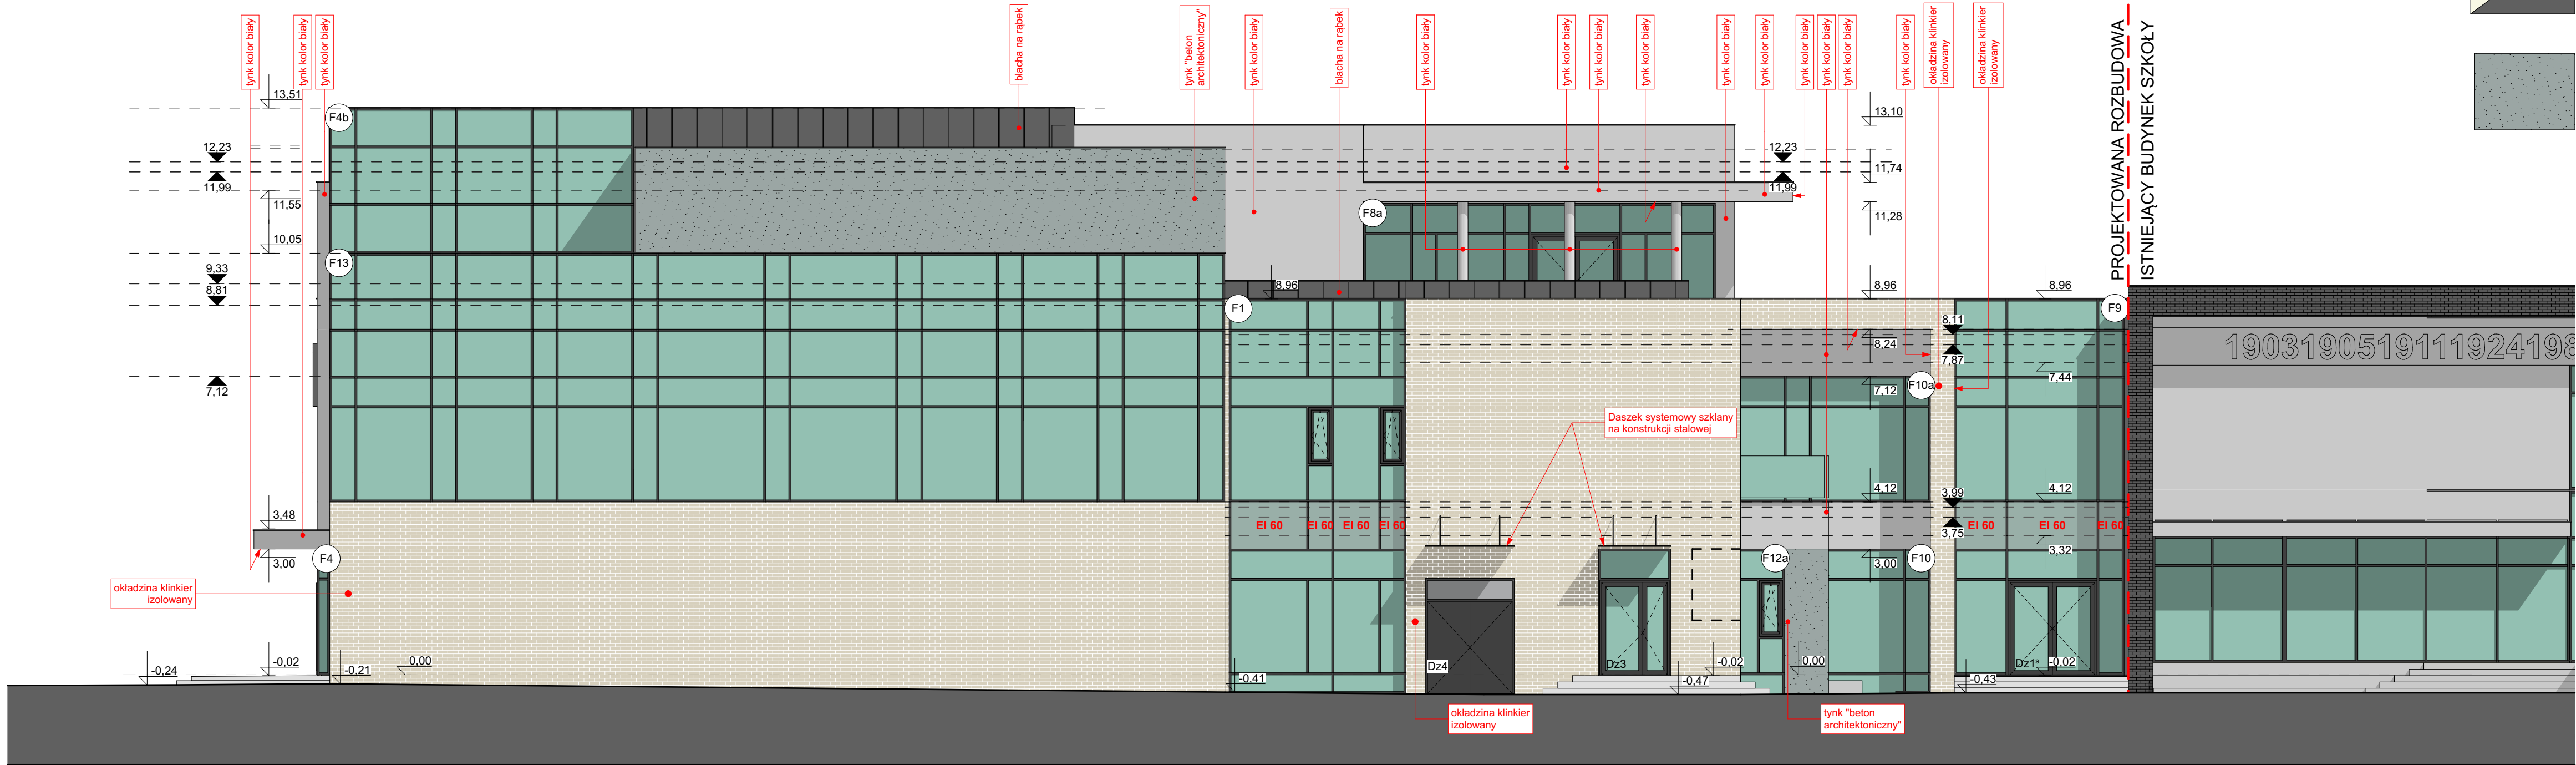 tynk kolor biały
tynk kolor biały
tynk kolor biały
blacha na rąbek
tynk "beton
architektoniczny"
tynk kolor biały
blacha na rąbek
tynk kolor biały
tynk kolor biały
tynk kolor biały
tynk kolor biały
tynk kolor biały
tynk kolor biały
tynk kolor biały
tynk kolor biały
tynk kolor biały
tynk kolor biały
okładzina klinkier
izolowany
okładzina klinkier
izolowany
PROJEKTOWANA ROZBUDOWA
ISTNIEJĄCY BUDYNEK SZKOŁY
13,51
F4b
13,10
12,23
12,23
11,74
11,99
11,99
11,55
F8a
11,28
10,05
F13
9,33
8,81
8,96
8,96
8,96
F1
F9
8,11
8,24
7,87
190319051911192419
7,44
7,12
7,12
F10a
Daszek systemowy szklany
na konstrukcji stalowej
4,12
3,99
4,12
3,48
EI 60
EI 60
EI 60
EI 60
EI 60
EI 60
EI 60
3,75
3,32
3,00
F4
F12a
F10
3,00
okładzina klinkier
izolowany
-0,24
-0,02
-0,21
0,00
-0,41
Dz4
Dz3
-0,02
-0,47
0,00
Dz1ˢ
-0,02
-0,43
okładzina klinkier
izolowany
tynk "beton
architektoniczny"